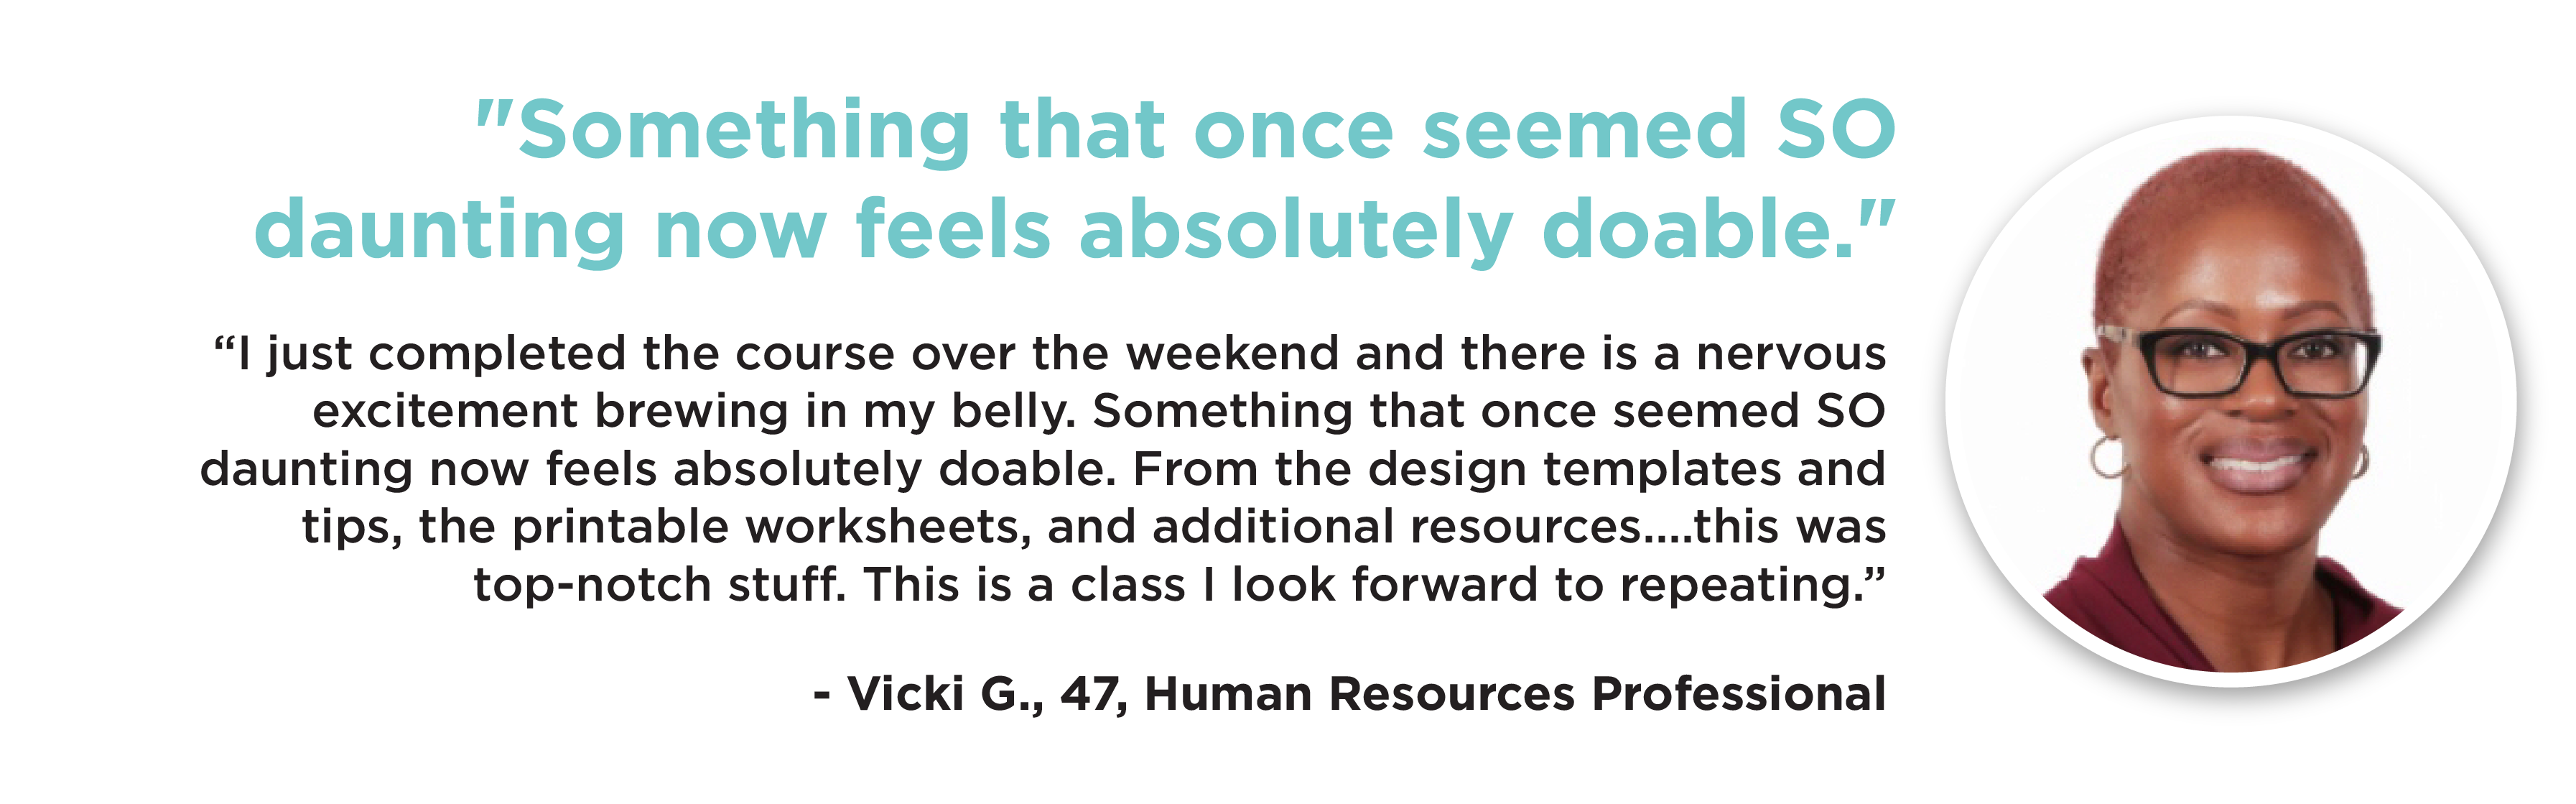 "Something that once seemed SO
daunting now feels absolutely doable."
“I just completed the course over the weekend and there is a nervous
excitement brewing in my belly. Something that once seemed SO
daunting now feels absolutely doable. From the design templates and
tips, the printable worksheets, and additional resources....this was
top-notch stuff. This is a class I look forward to repeating.”
- Vicki G., 47, Human Resources Professional